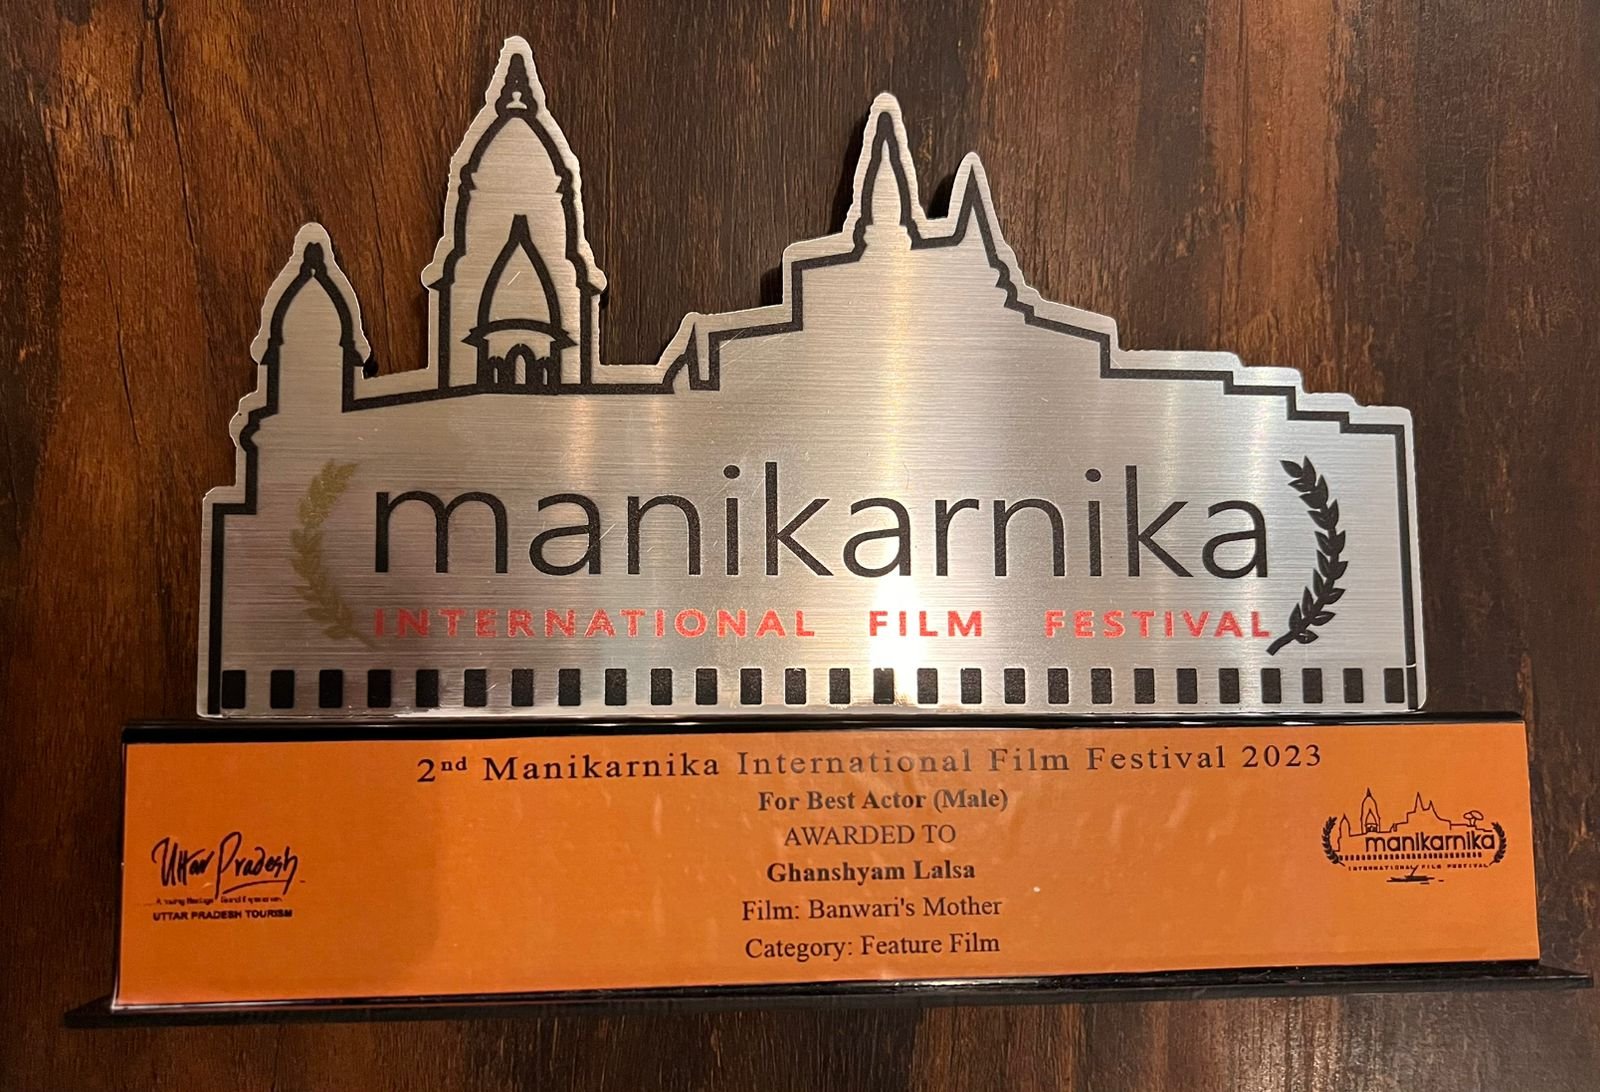 manikarnika
INTERNATIONAL FILM FESTIVAL
2nd Manikarnika International Film Festival 2023
For Best Actor (Male)
AWARDED TO
Ghanshyam Lalsa
Film: Banwari's Mother
Category: Feature Film
Uttar Pradesh
UTTAR PRADESH TOURISM
manikarnika
INTERNATIONAL FILM FESTIVAL